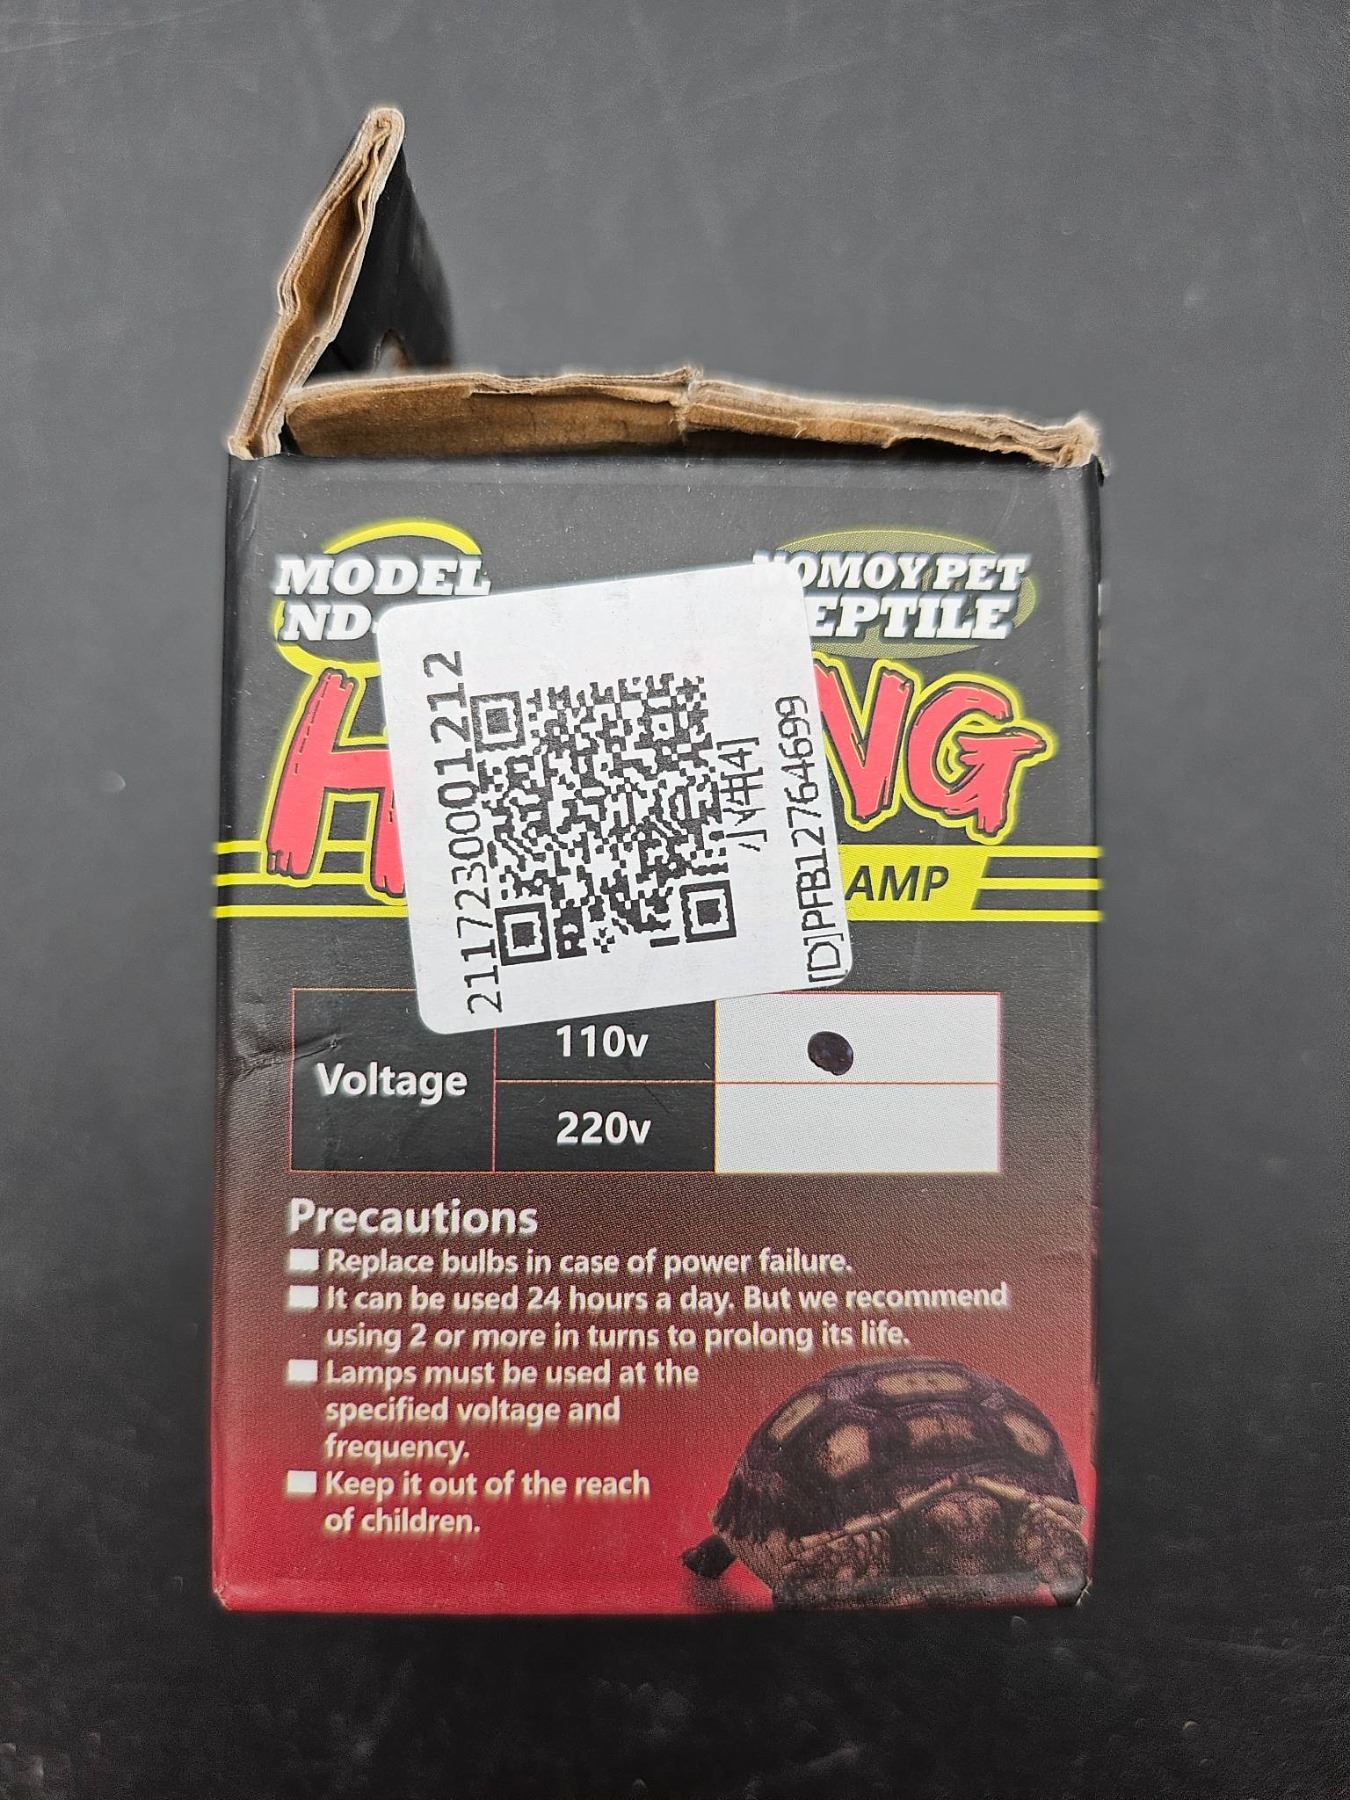 MODEL
NOMOY PET
ND-
REPTILE
H
NG
AMP
2117230001212
小件[4]
[D]PFB12764699
Voltage
110v
220v
Precautions
Replace bulbs in case of power failure.
It can be used 24 hours a day. But we recommend
using 2 or more in turns to prolong its life.
Lamps must be used at the
specified voltage and
frequency.
Keep it out of the reach
of children.